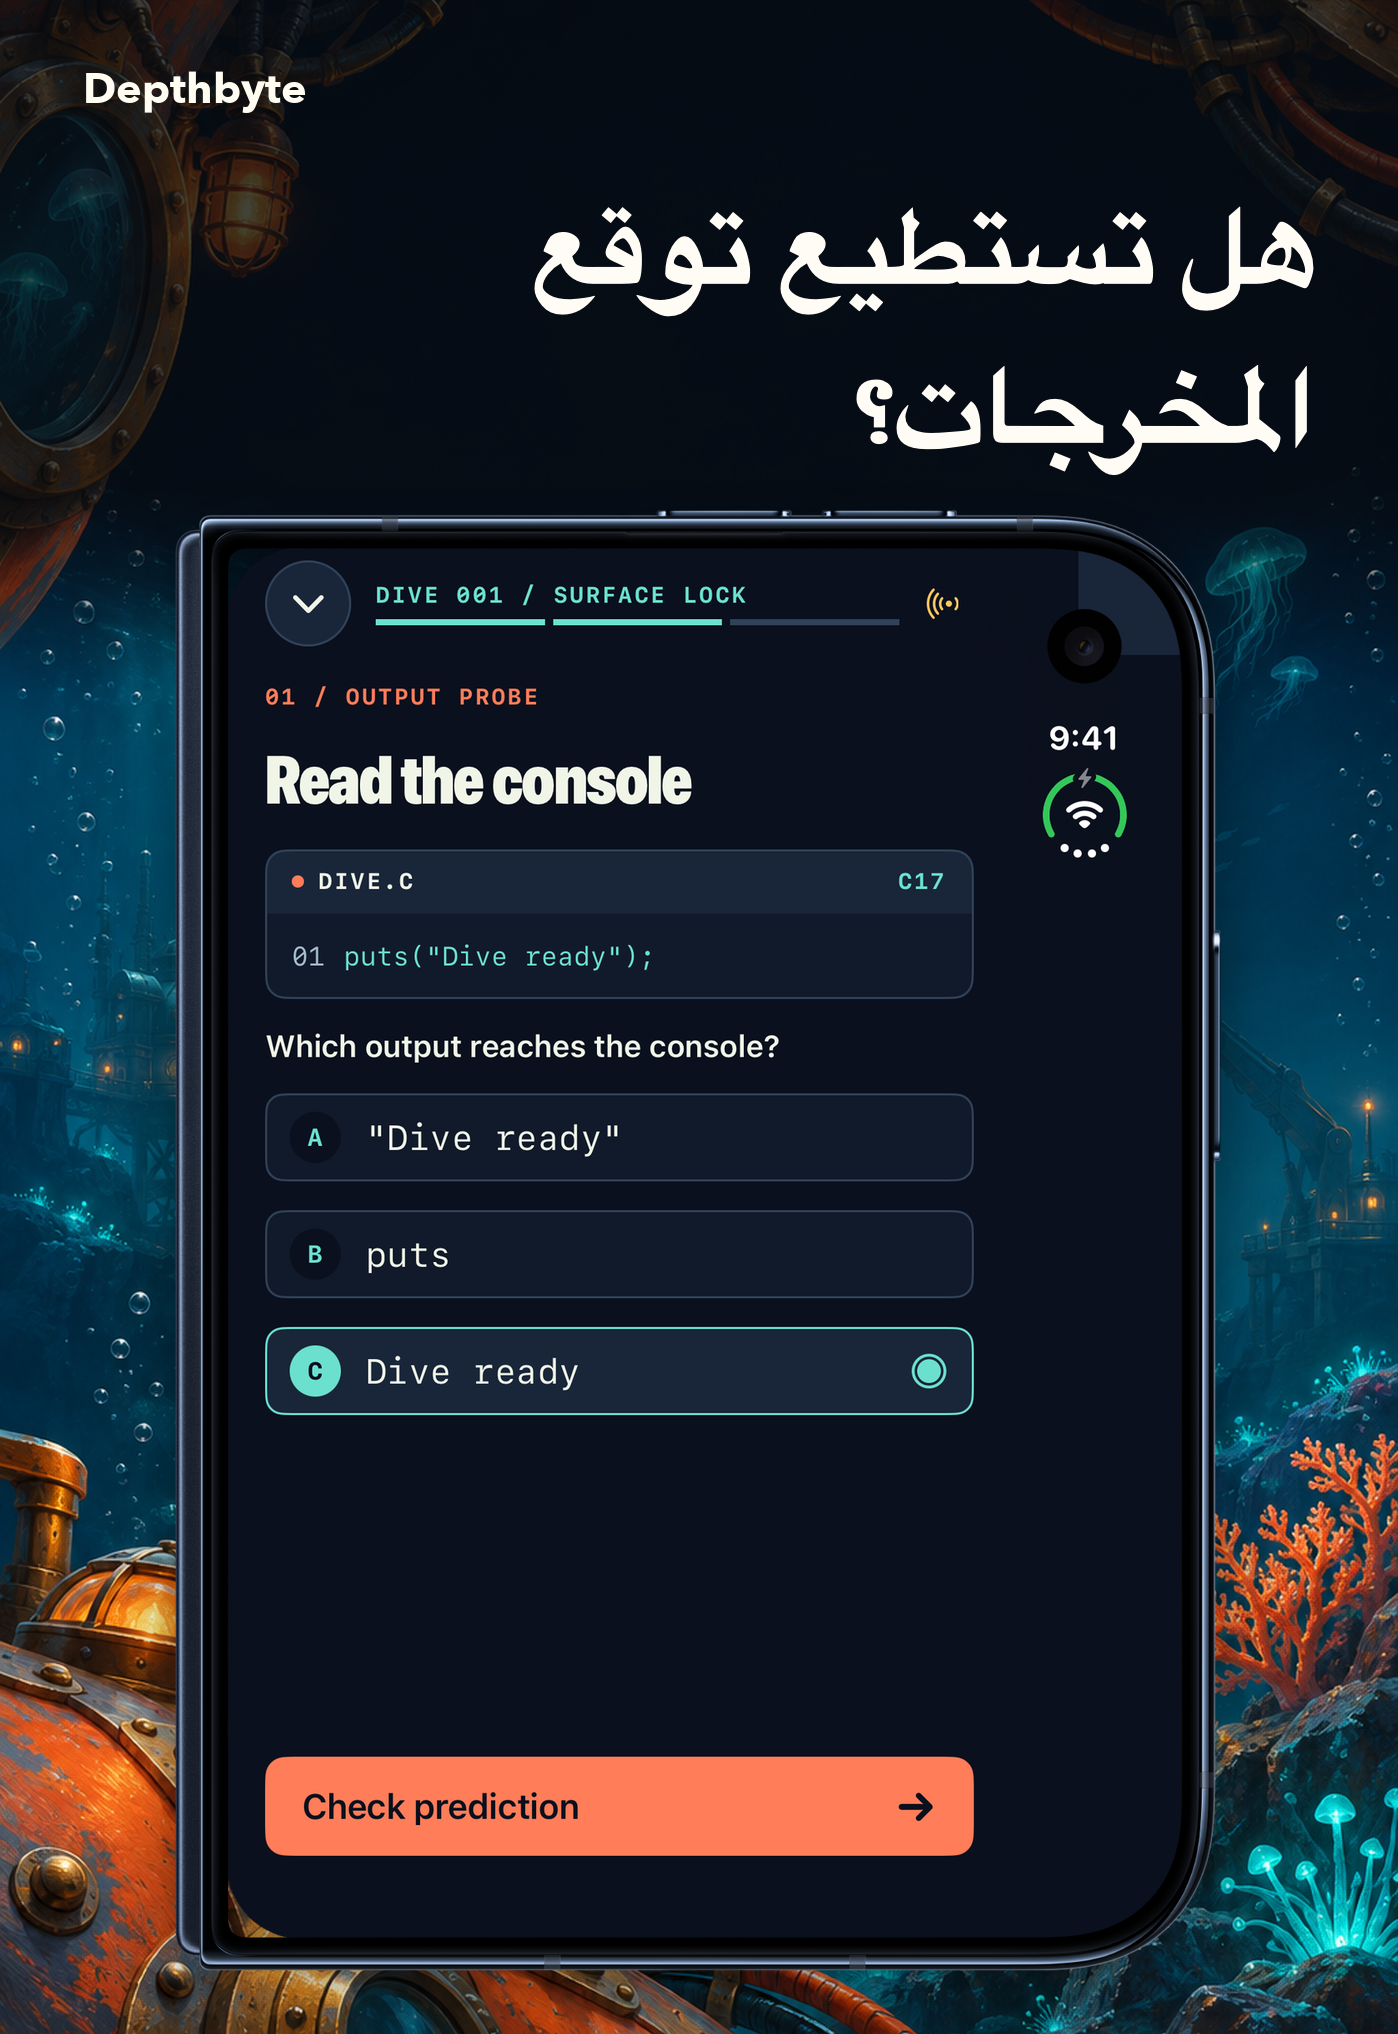 Depthbyte
هل تستطيع توقع
المخرجات؟
DIVE 001 / SURFACE LOCK
01 / OUTPUT PROBE
9:41
Read the console
DIVE.C
C17
01 puts("Dive ready");
Which output reaches the console?
A "Dive ready"
B puts
C Dive ready
Check prediction